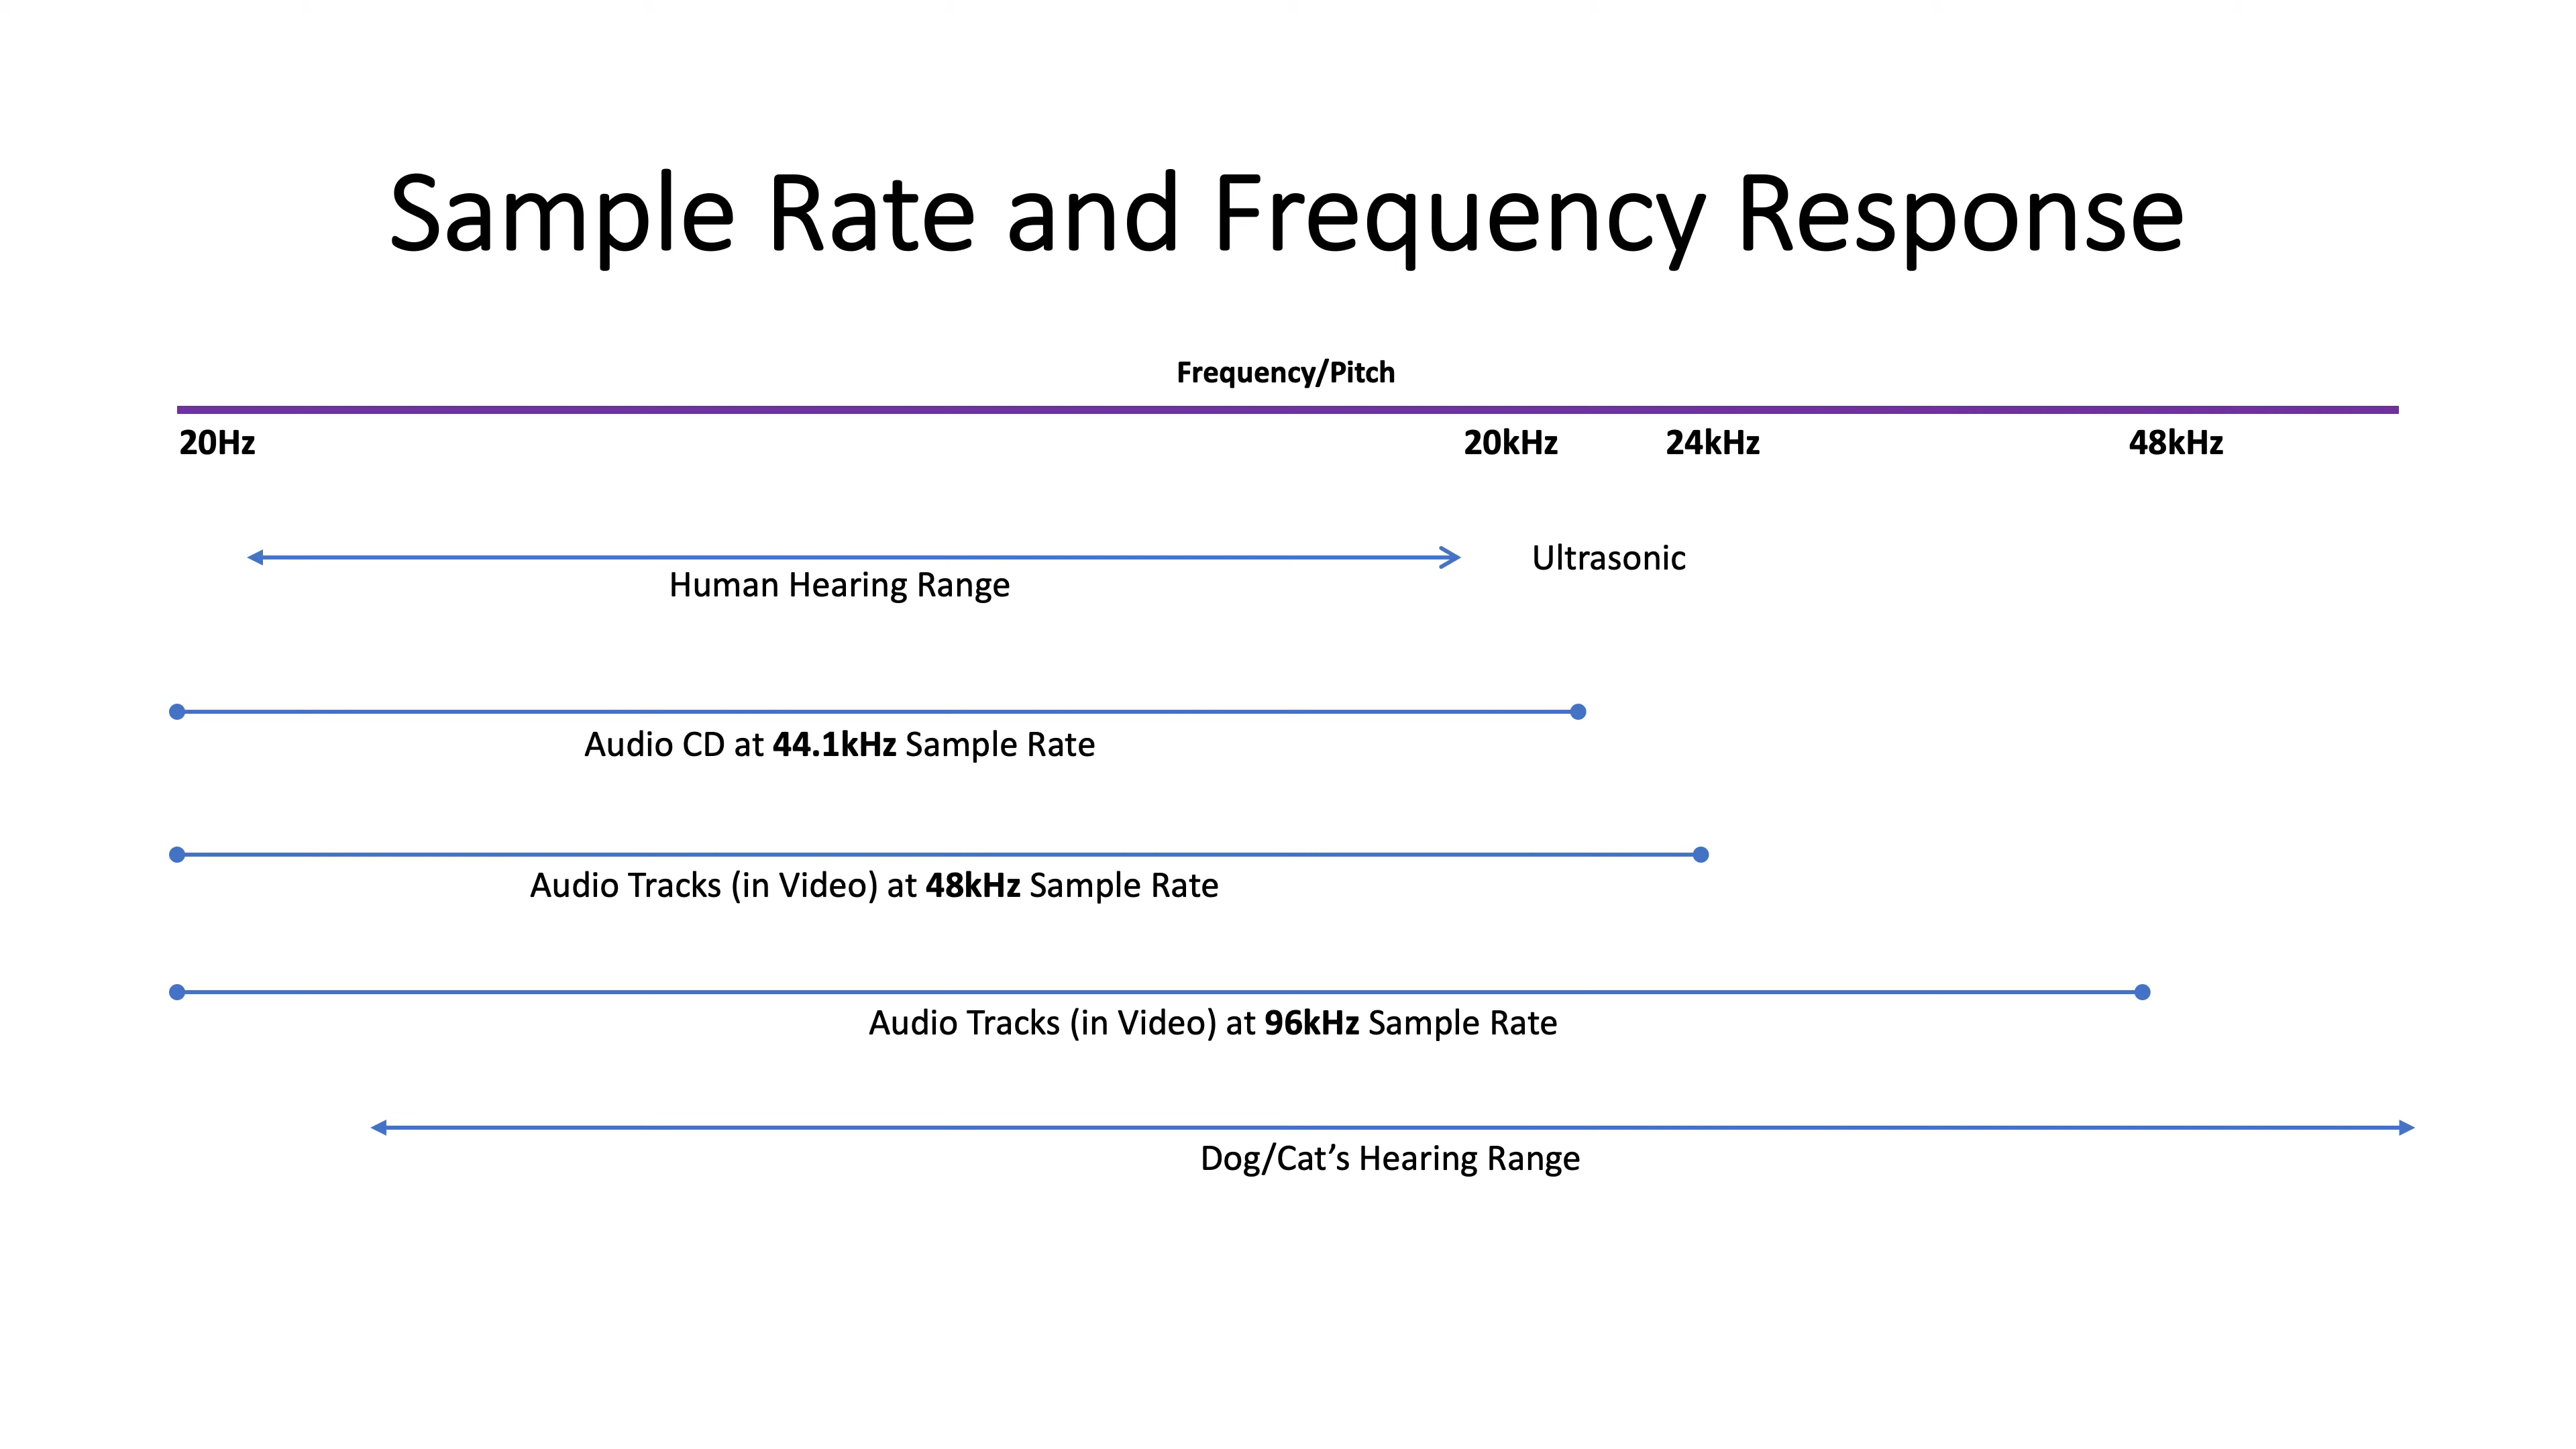 Sample Rate and Frequency Response
Frequency/Pitch
20Hz 20kHz 24kHz 48kHz
Ultrasonic
Human Hearing Range
Audio CD at 44.1kHz Sample Rate
Audio Tracks (in Video) at 48kHz Sample Rate
Audio Tracks (in Video) at 96kHz Sample Rate
Dog/Cat’s Hearing Range